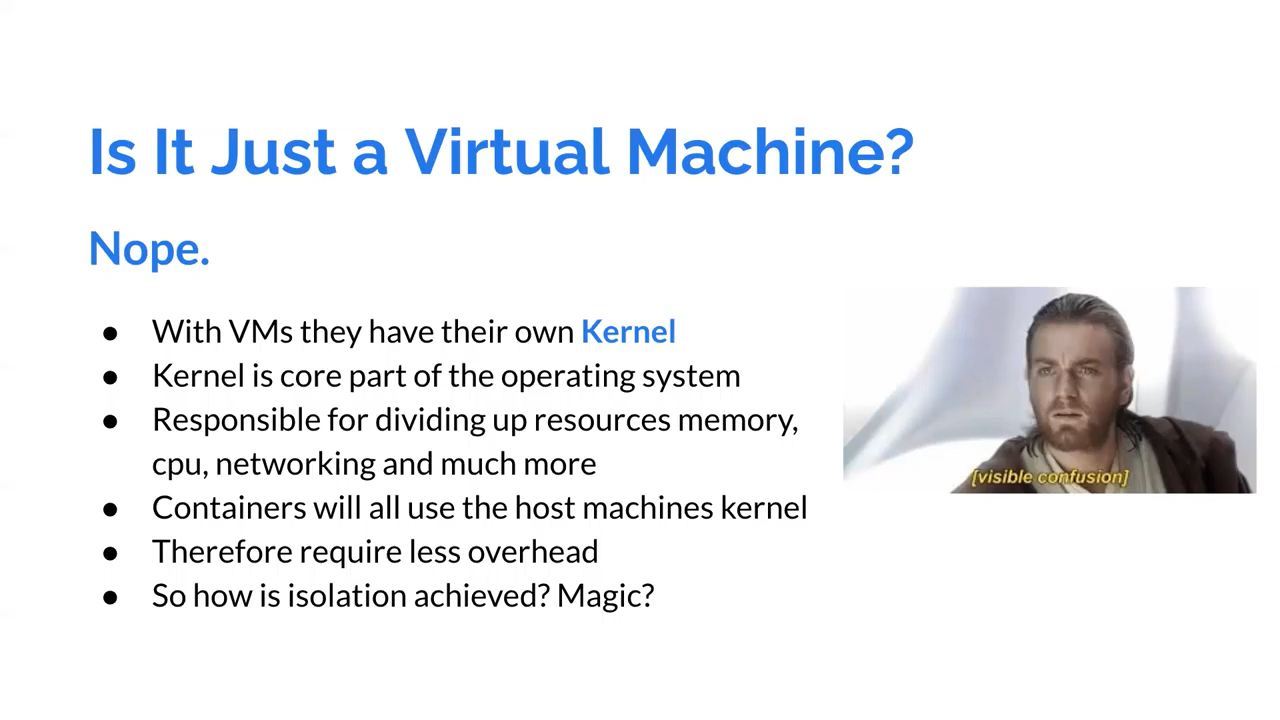 Is It Just a Virtual Machine?
Nope.
● With VMs they have their own Kernel
● Kernel is core part of the operating system
● Responsible for dividing up resources memory,
cpu, networking and much more
● Containers will all use the host machines kernel
● Therefore require less overhead
● So how is isolation achieved? Magic?
[visible confusion]